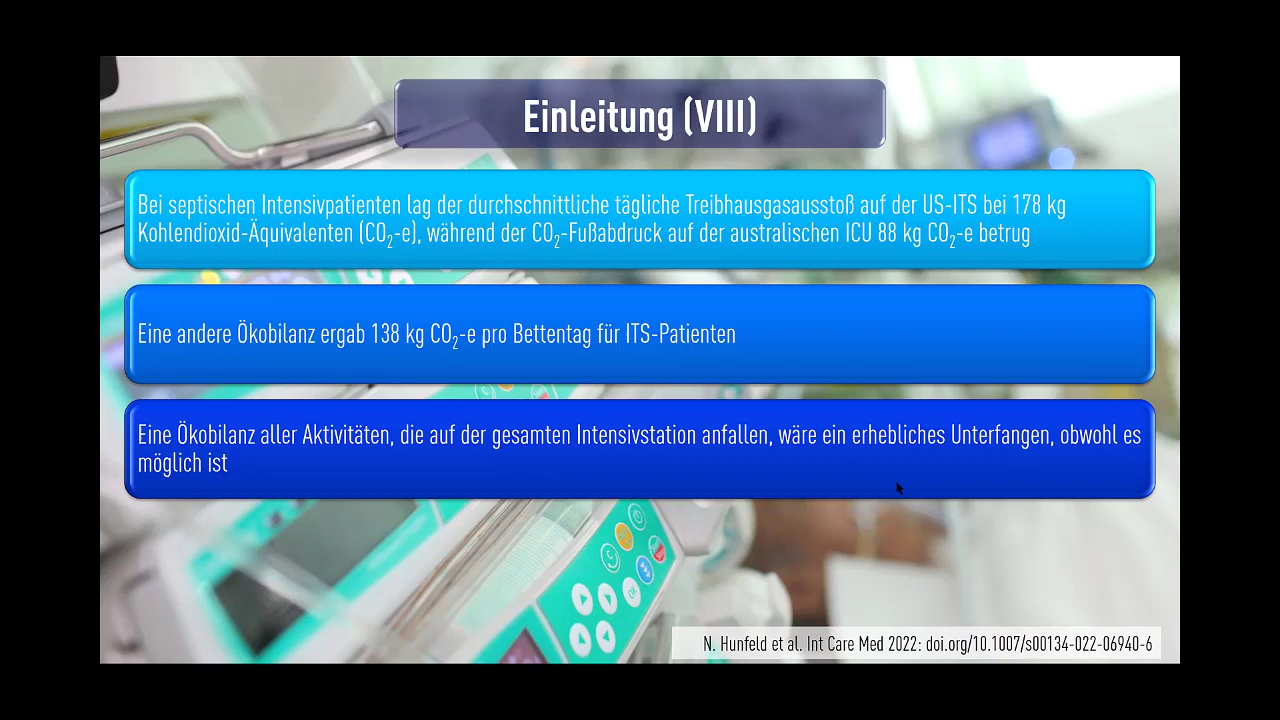 Einleitung (VIII)
Bei septischen Intensivpatienten lag der durchschnittliche tägliche Treibhausgasausstoß auf der US-ITS bei 178 kg
Kohlendioxid-Äquivalenten (CO₂-e), während der CO₂-Fußabdruck auf der australischen ICU 88 kg CO₂-e betrug
Eine andere Ökobilanz ergab 138 kg CO₂-e pro Bettentag für ITS-Patienten
Eine Ökobilanz aller Aktivitäten, die auf der gesamten Intensivstation anfallen, wäre ein erhebliches Unterfangen, obwohl es
möglich ist
OK
N. Hunfeld et al. Int Care Med 2022: doi.org/10.1007/s00134-022-06940-6